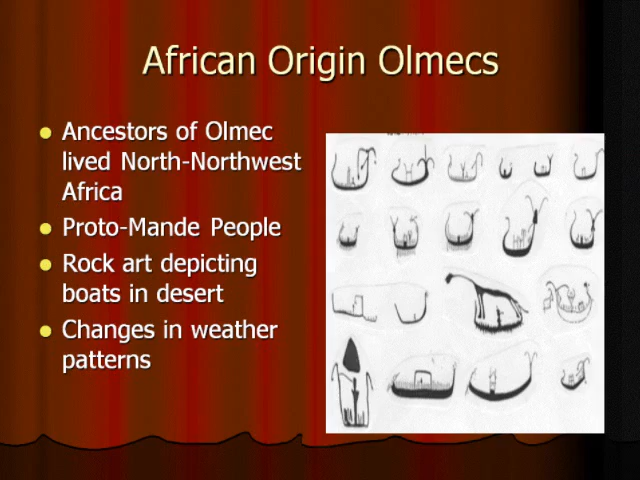 African Origin Olmecs
Ancestors of Olmec
lived North-Northwest
Africa
Proto-Mande People
Rock art depicting
boats in desert
Changes in weather
patterns